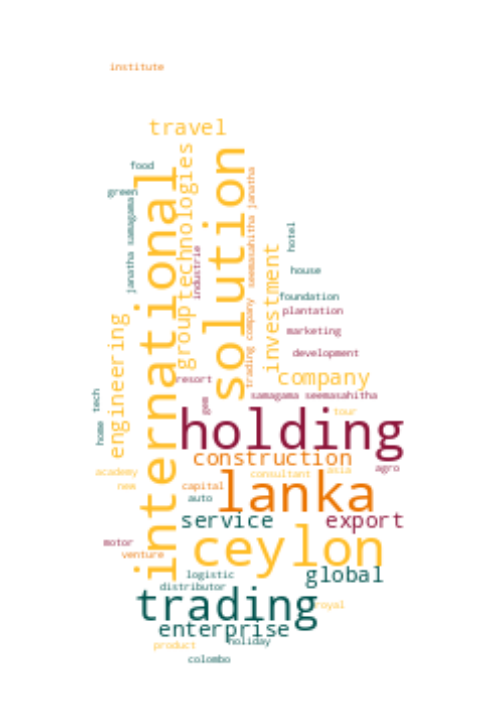 institute
travel
food
green
janatha samagama
international
group
technologies
industrie
solution
trading company
seemasahitha janatha
hotel
investment
house
foundation
plantation
marketing
development
engineering
resort
company
samagama seemasahitha
home
tech
gem
tour
holding
construction
asia
agro
academy
consultant
new
capital
auto
lanka
service
export
motor
venture
ceylon
logistic
global
distributor
trading
royal
enterprise
holiday
product
colombo